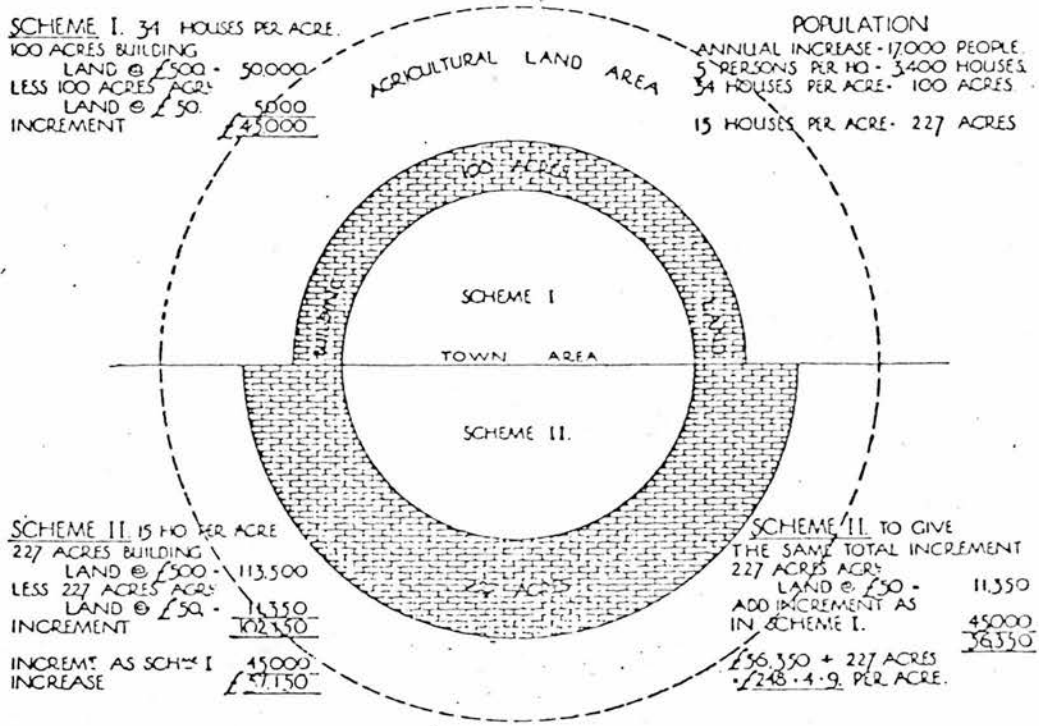 SCHEME I. 34 HOUSES PER ACRE.
100 ACRES BUILDING
LAND @ £500 - 50,000
LESS 100 ACRES AGRL
LAND @ £50. 5000
INCREMENT £45,000
POPULATION
ANNUAL INCREASE - 17,000 PEOPLE.
5 PERSONS PER HO - 3,400 HOUSES
34 HOUSES PER ACRE - 100 ACRES
15 HOUSES PER ACRE - 227 ACRES
AGRICULTURAL LAND AREA
100 ACRES
BUILDING
LAND
SCHEME I
TOWN AREA
SCHEME II.
227 ACRES
SCHEME II 15 HO PER ACRE
227 ACRES BUILDING
LAND @ £500 - 113,500
LESS 227 ACRES AGRL
LAND @ £50. 11,350
INCREMENT 102,150
INCREMT AS SCHME I 45,000
INCREASE £57,150
SCHEME II. TO GIVE
THE SAME TOTAL INCREMENT
227 ACRES AGRL
LAND @ £50 - 11,350
ADD INCREMENT AS
IN SCHEME I. 45000
56,350
£56,350 ÷ 227 ACRES
- £248 · 4 · 9. PER ACRE.